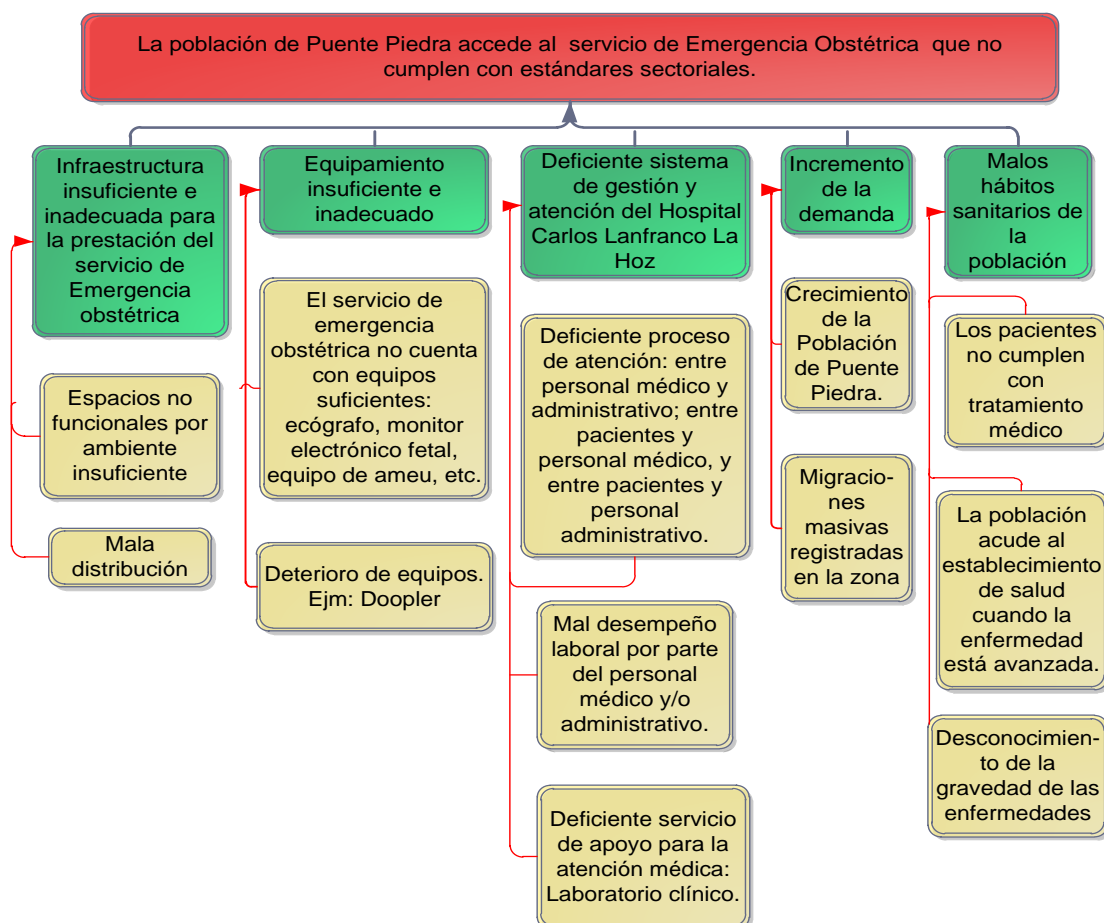 La población de Puente Piedra accede al servicio de Emergencia Obstétrica que no
cumplen con estándares sectoriales.
Infraestructura
insuficiente e
inadecuada para
la prestación del
servicio de
Emergencia
obstétrica
Espacios no
funcionales por
ambiente
insuficiente
Mala
distribución
Equipamiento
insuficiente e
inadecuado
El servicio de
emergencia
obstétrica no cuenta
con equipos
suficientes:
ecógrafo, monitor
electrónico fetal,
equipo de ameu, etc.
Deterioro de equipos.
Ejm: Doopler
Deficiente sistema
de gestión y
atención del Hospital
Carlos Lanfranco La
Hoz
Deficiente proceso
de atención: entre
personal médico y
administrativo; entre
pacientes y
personal médico, y
entre pacientes y
personal
administrativo.
Mal desempeño
laboral por parte
del personal
médico y/o
administrativo.
Deficiente servicio
de apoyo para la
atención médica:
Laboratorio clínico.
Incremento
de la
demanda
Crecimiento
de la
Población
de Puente
Piedra.
Migracio-
nes
masivas
registradas
en la zona
Malos
hábitos
sanitarios de
la
población
Los pacientes
no cumplen
con
tratamiento
médico
La población
acude al
establecimiento
de salud
cuando la
enfermedad
está avanzada.
Desconocimien-
to de la
gravedad de las
enfermedades